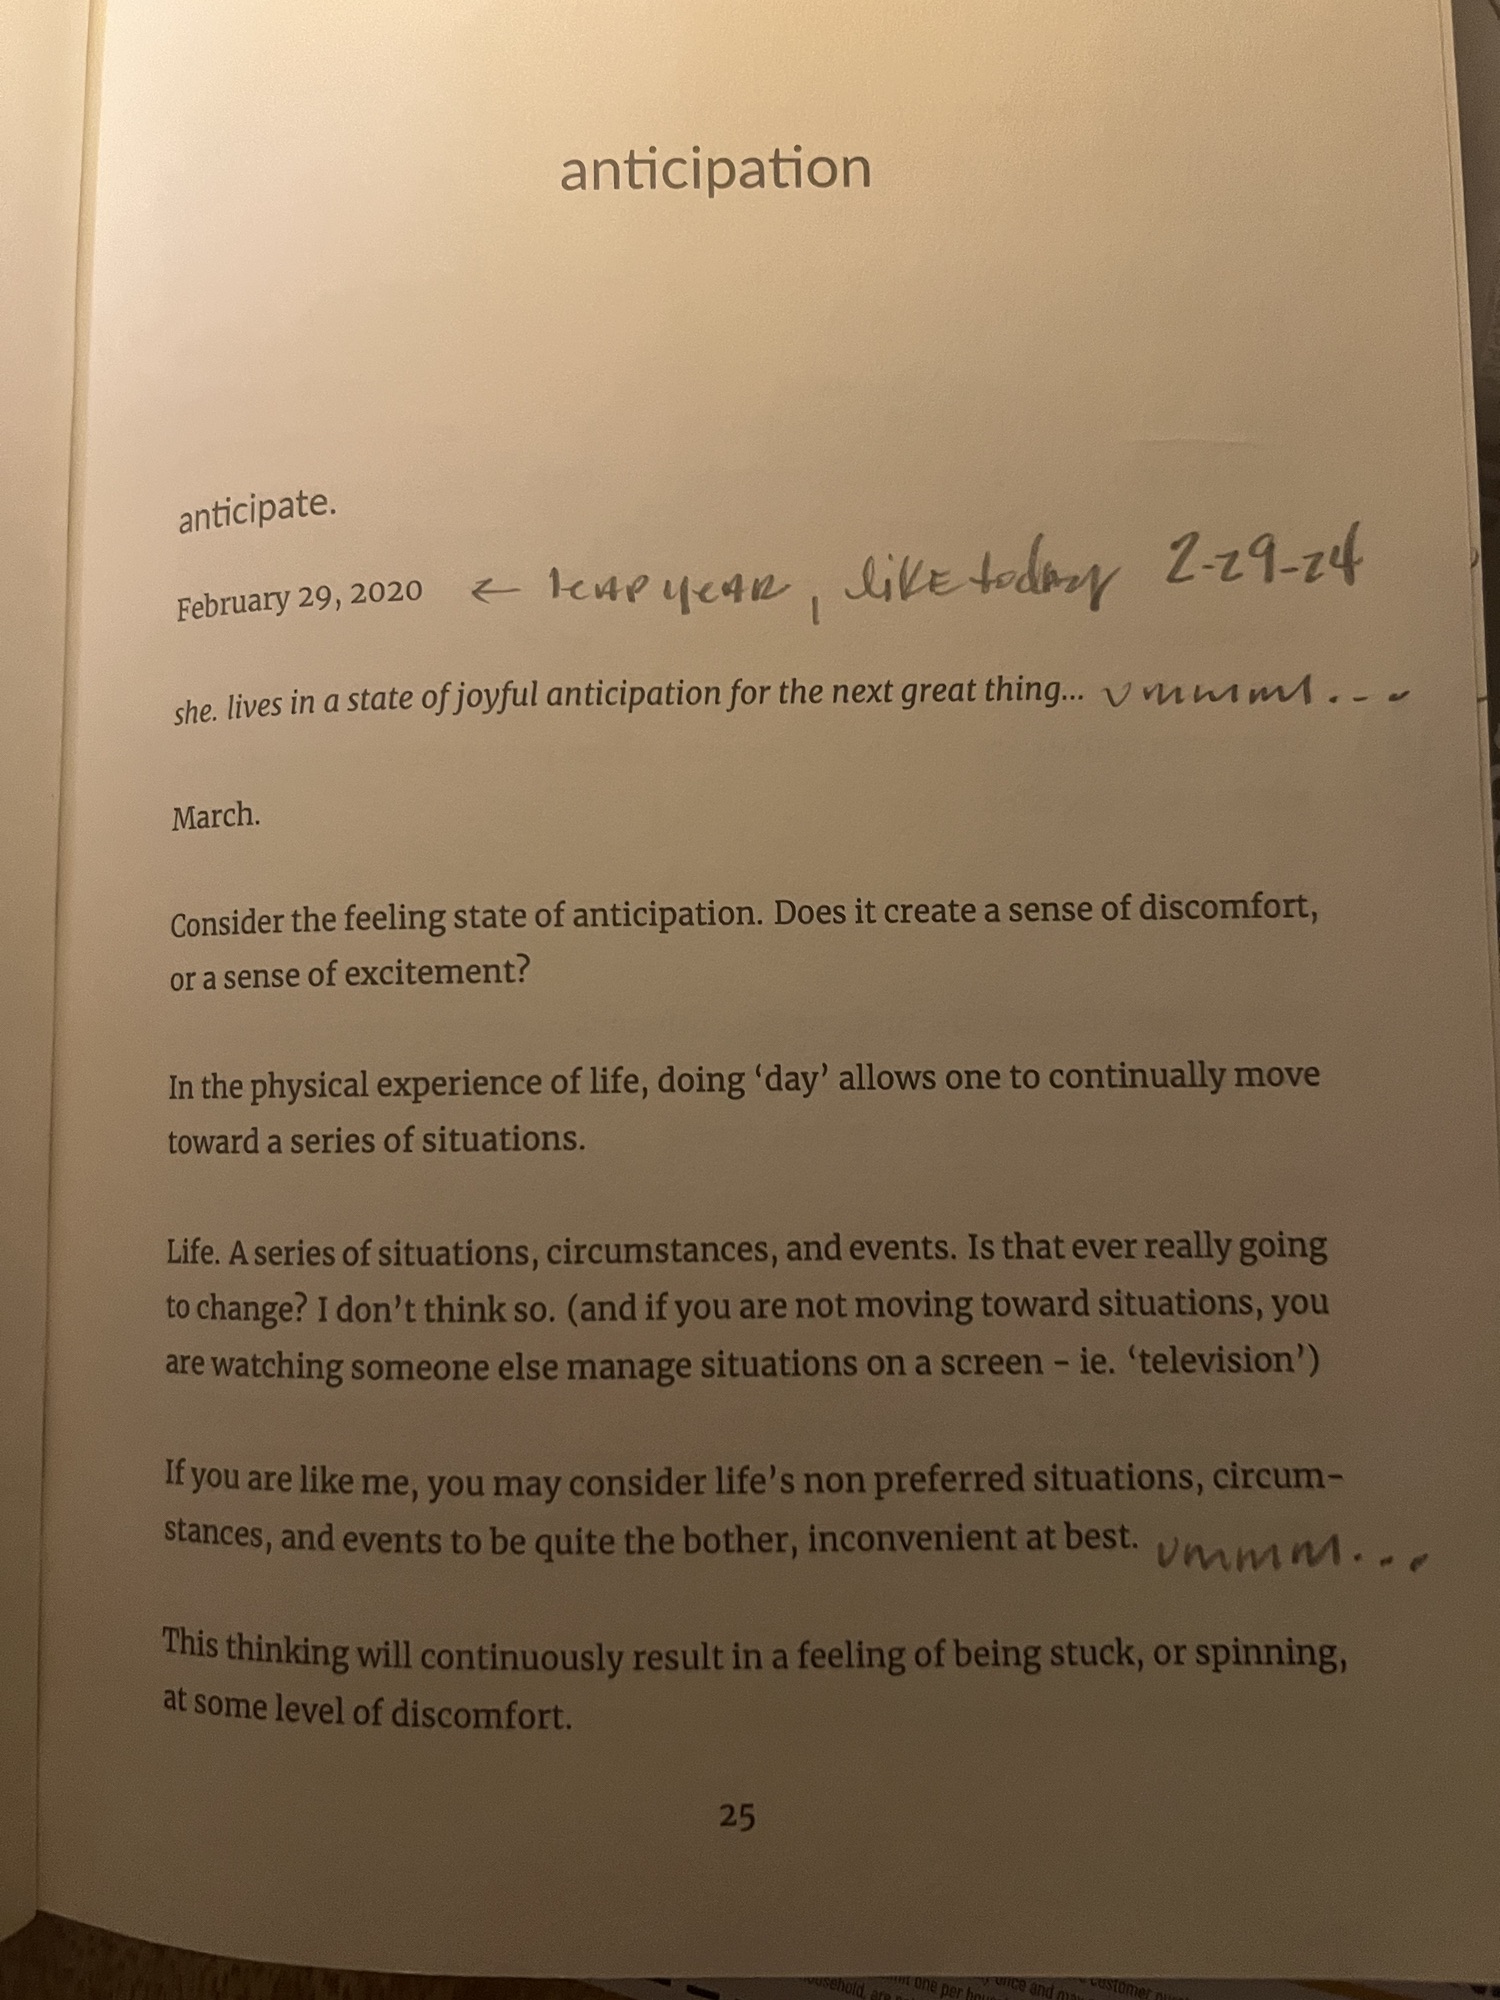 anticipation
anticipate.
February 29, 2020 ← leap year, like today 2-29-24
she. lives in a state of joyful anticipation for the next great thing... ummmm....
March.
Consider the feeling state of anticipation. Does it create a sense of discomfort,
or a sense of excitement?
In the physical experience of life, doing ‘day’ allows one to continually move
toward a series of situations.
Life. A series of situations, circumstances, and events. Is that ever really going
to change? I don’t think so. (and if you are not moving toward situations, you
are watching someone else manage situations on a screen – ie. ‘television’)
If you are like me, you may consider life’s non preferred situations, circum-
stances, and events to be quite the bother, inconvenient at best. ummm...
This thinking will continuously result in a feeling of being stuck, or spinning,
at some level of discomfort.
25
one per
customer